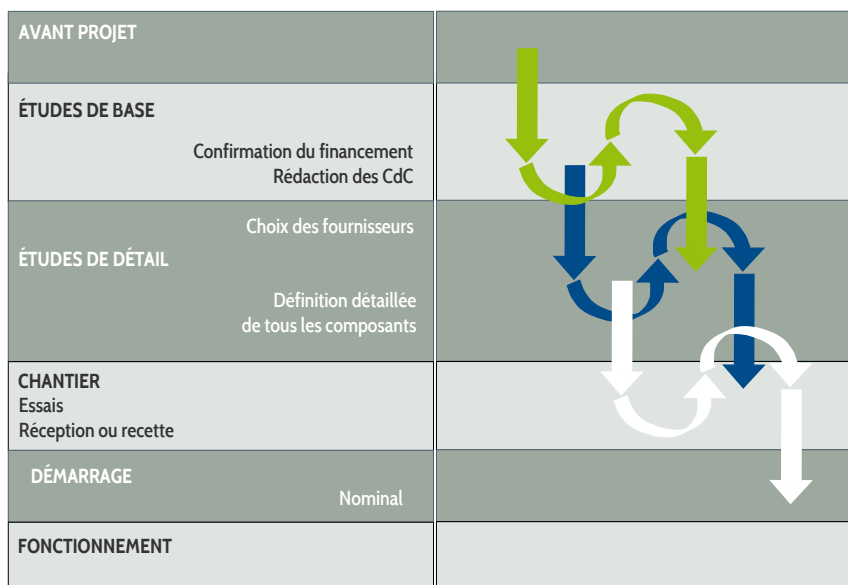 AVANT PROJET
ÉTUDES DE BASE
Confirmation du financement
Rédaction des CdC
Choix des fournisseurs
ÉTUDES DE DÉTAIL
Définition détaillée
de tous les composants
CHANTIER
Essais
Réception ou recette
DÉMARRAGE
Nominal
FONCTIONNEMENT